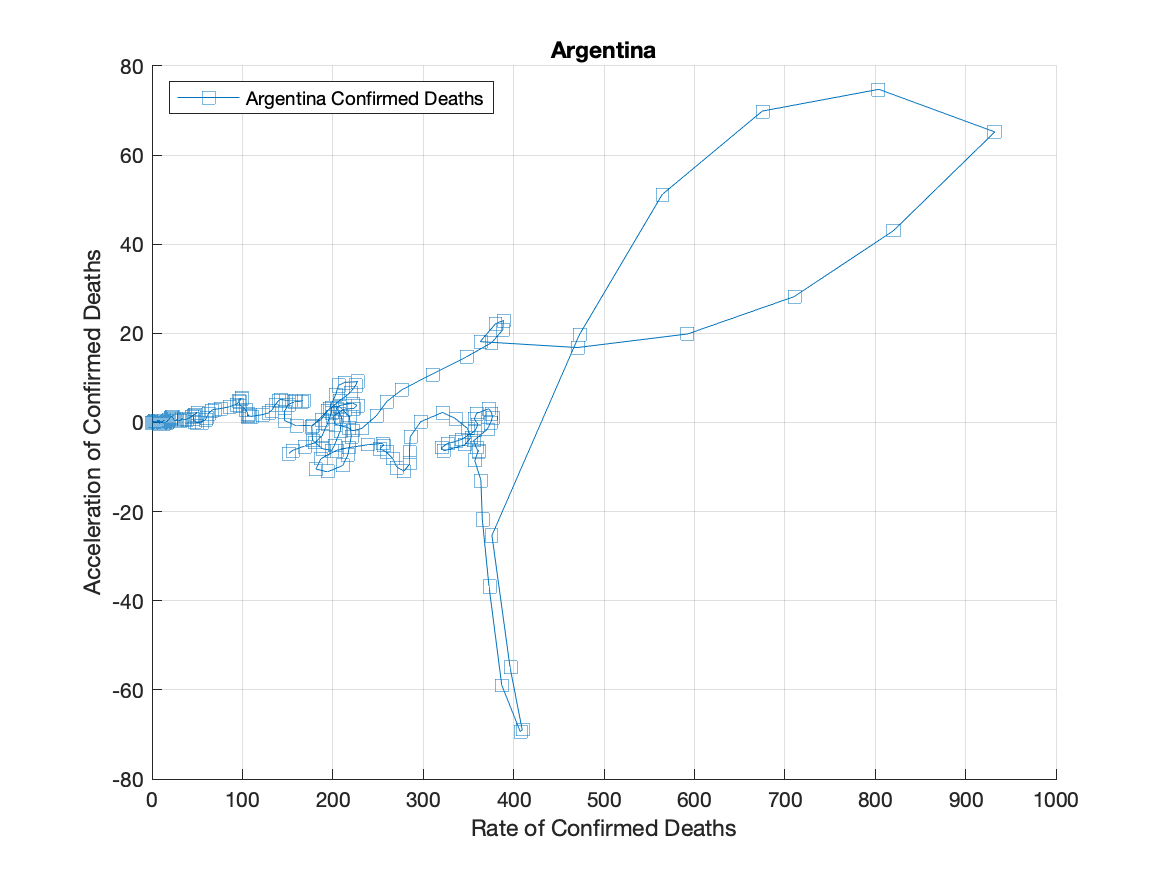 Argentina
Argentina Confirmed Deaths
80
60
40
20
0
-20
-40
-60
-80
Acceleration of Confirmed Deaths
0 100 200 300 400 500 600 700 800 900 1000
Rate of Confirmed Deaths